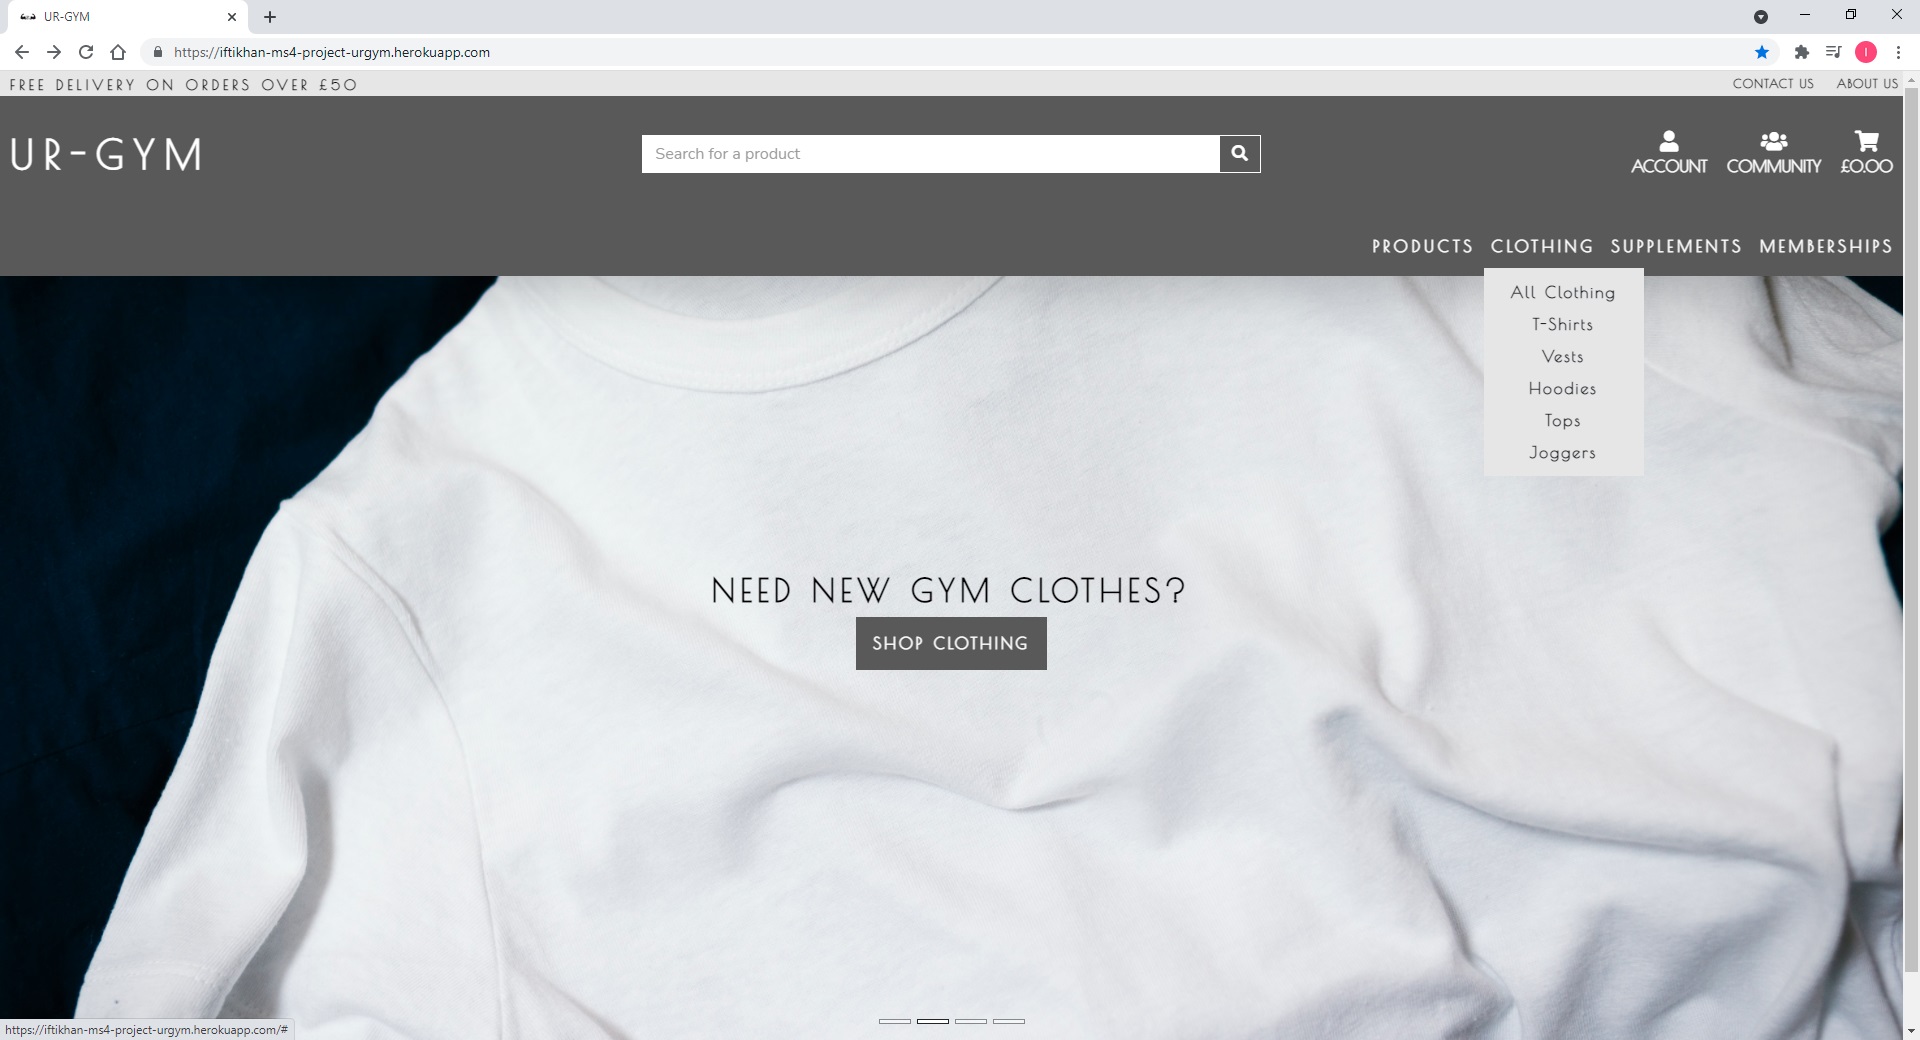 UR-GYM
https://iftikhan-ms4-project-urgym.herokuapp.com
I
FREE DELIVERY ON ORDERS OVER £50
CONTACT US ABOUT US
UR-GYM
Search for a product
ACCOUNT COMMUNITY £0.00
PRODUCTS CLOTHING SUPPLEMENTS MEMBERSHIPS
All Clothing
T-Shirts
Vests
Hoodies
Tops
Joggers
NEED NEW GYM CLOTHES?
SHOP CLOTHING
https://iftikhan-ms4-project-urgym.herokuapp.com/#